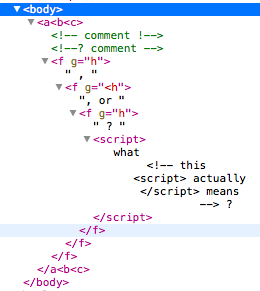 ▼<body>
▼<a<b<c>
<!-- comment !-->
<!--? comment -->
▼<f g="h">
" , "
▼<f g="<h">
", or "
▼<f g="h">
" ? "
▼<script>
what
<!-- this
<script> actually
</script> means
--> ?
</script>
</f>
</f>
</f>
</a<b<c>
</body>